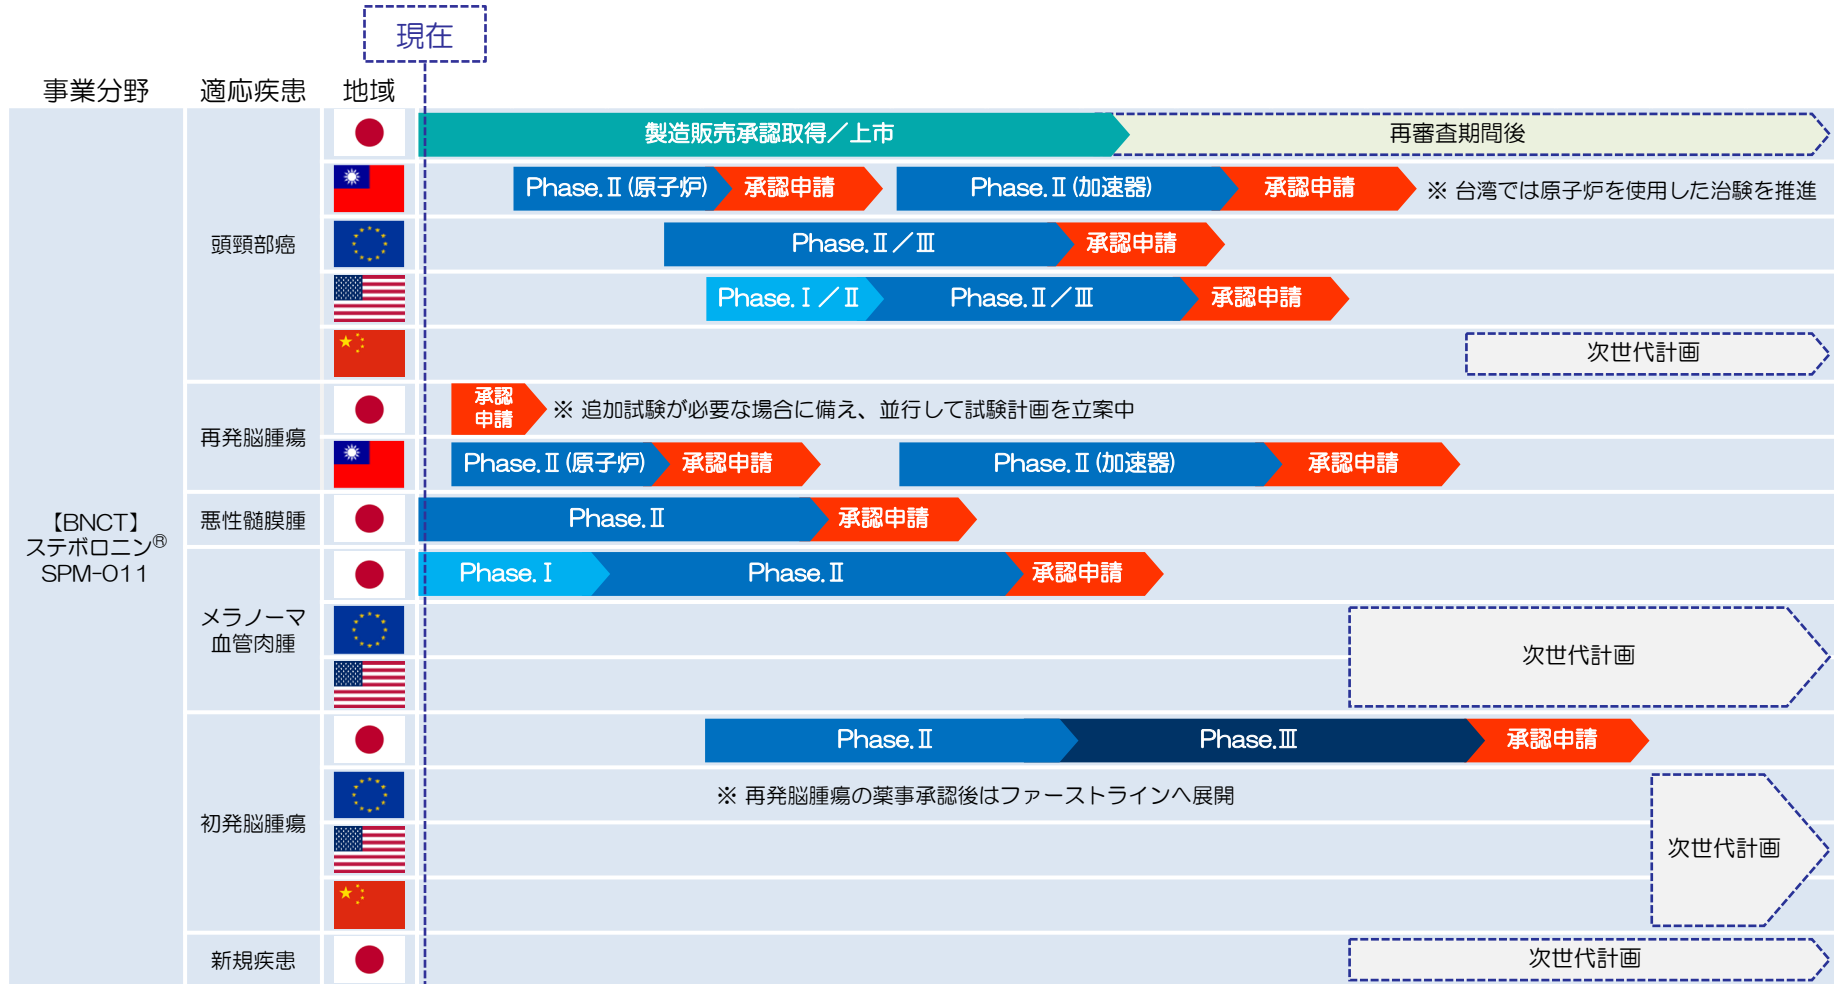 現在
事業分野
適応疾患
地域
【BNCT】
ステボロニン®
SPM-011
頭頸部癌
製造販売承認取得／上市
再審査期間後
Phase.Ⅱ(原子炉)
承認申請
Phase.Ⅱ(加速器)
承認申請
※ 台湾では原子炉を使用した治験を推進
Phase.Ⅱ／Ⅲ
承認申請
Phase.Ⅰ／Ⅱ
Phase.Ⅱ／Ⅲ
承認申請
次世代計画
再発脳腫瘍
承認
申請
※ 追加試験が必要な場合に備え、並行して試験計画を立案中
Phase.Ⅱ(原子炉)
承認申請
Phase.Ⅱ(加速器)
承認申請
悪性髄膜腫
Phase.Ⅱ
承認申請
メラノーマ
血管肉腫
Phase.Ⅰ
Phase.Ⅱ
承認申請
次世代計画
初発脳腫瘍
Phase.Ⅱ
Phase.Ⅲ
承認申請
※ 再発脳腫瘍の薬事承認後はファーストラインへ展開
次世代計画
新規疾患
次世代計画